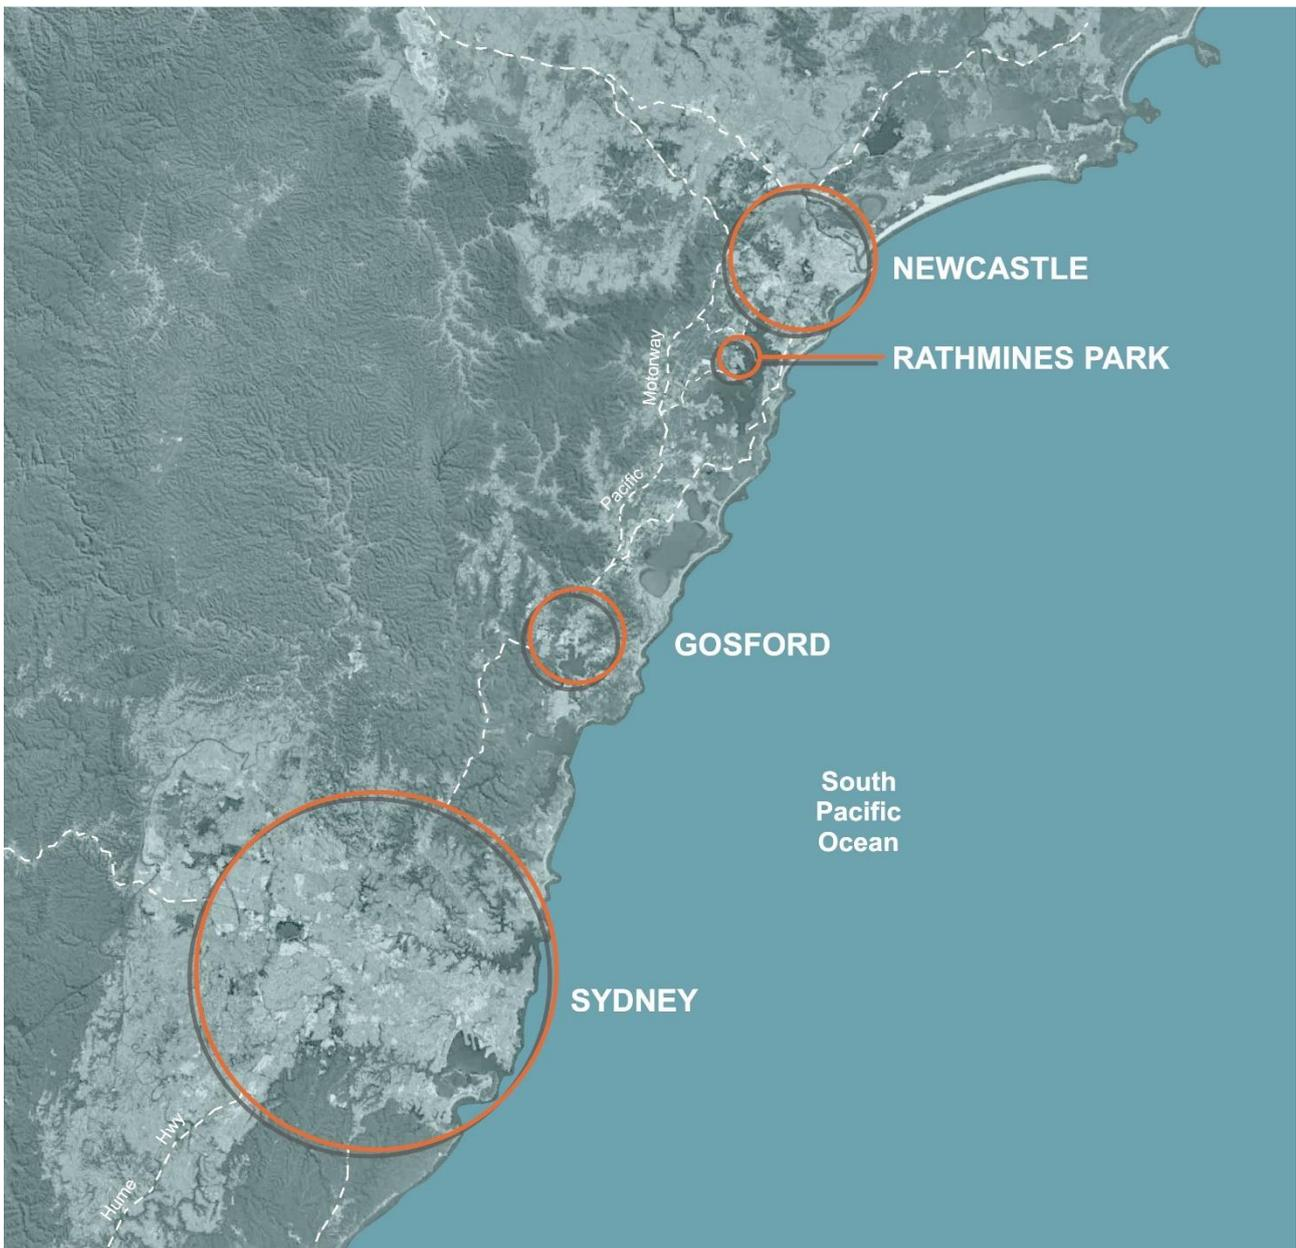 NEWCASTLE
Motorway
RATHMINES PARK
Pacific
GOSFORD
South
Pacific
Ocean
SYDNEY
Hwy
Hume